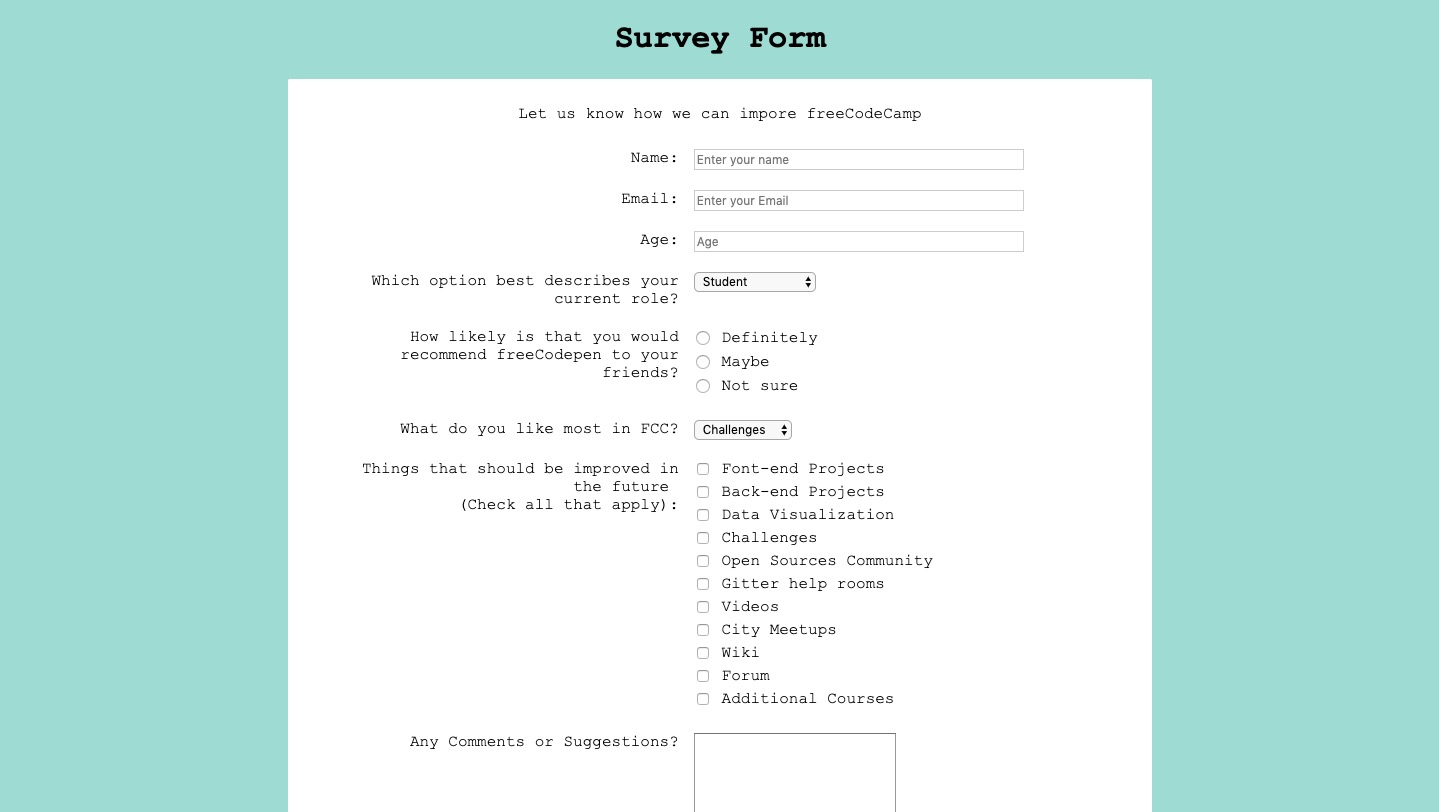 Survey Form
Let us know how we can impore freeCodeCamp
Name: Enter your name
Email: Enter your Email
Age: Age
Which option best describes your Student
current role?
How likely is that you would Definitely
recommend freeCodepen to your Maybe
friends? Not sure
What do you like most in FCC? Challenges
Things that should be improved in Font-end Projects
the future Back-end Projects
(Check all that apply): Data Visualization
Challenges
Open Sources Community
Gitter help rooms
Videos
City Meetups
Wiki
Forum
Additional Courses
Any Comments or Suggestions?